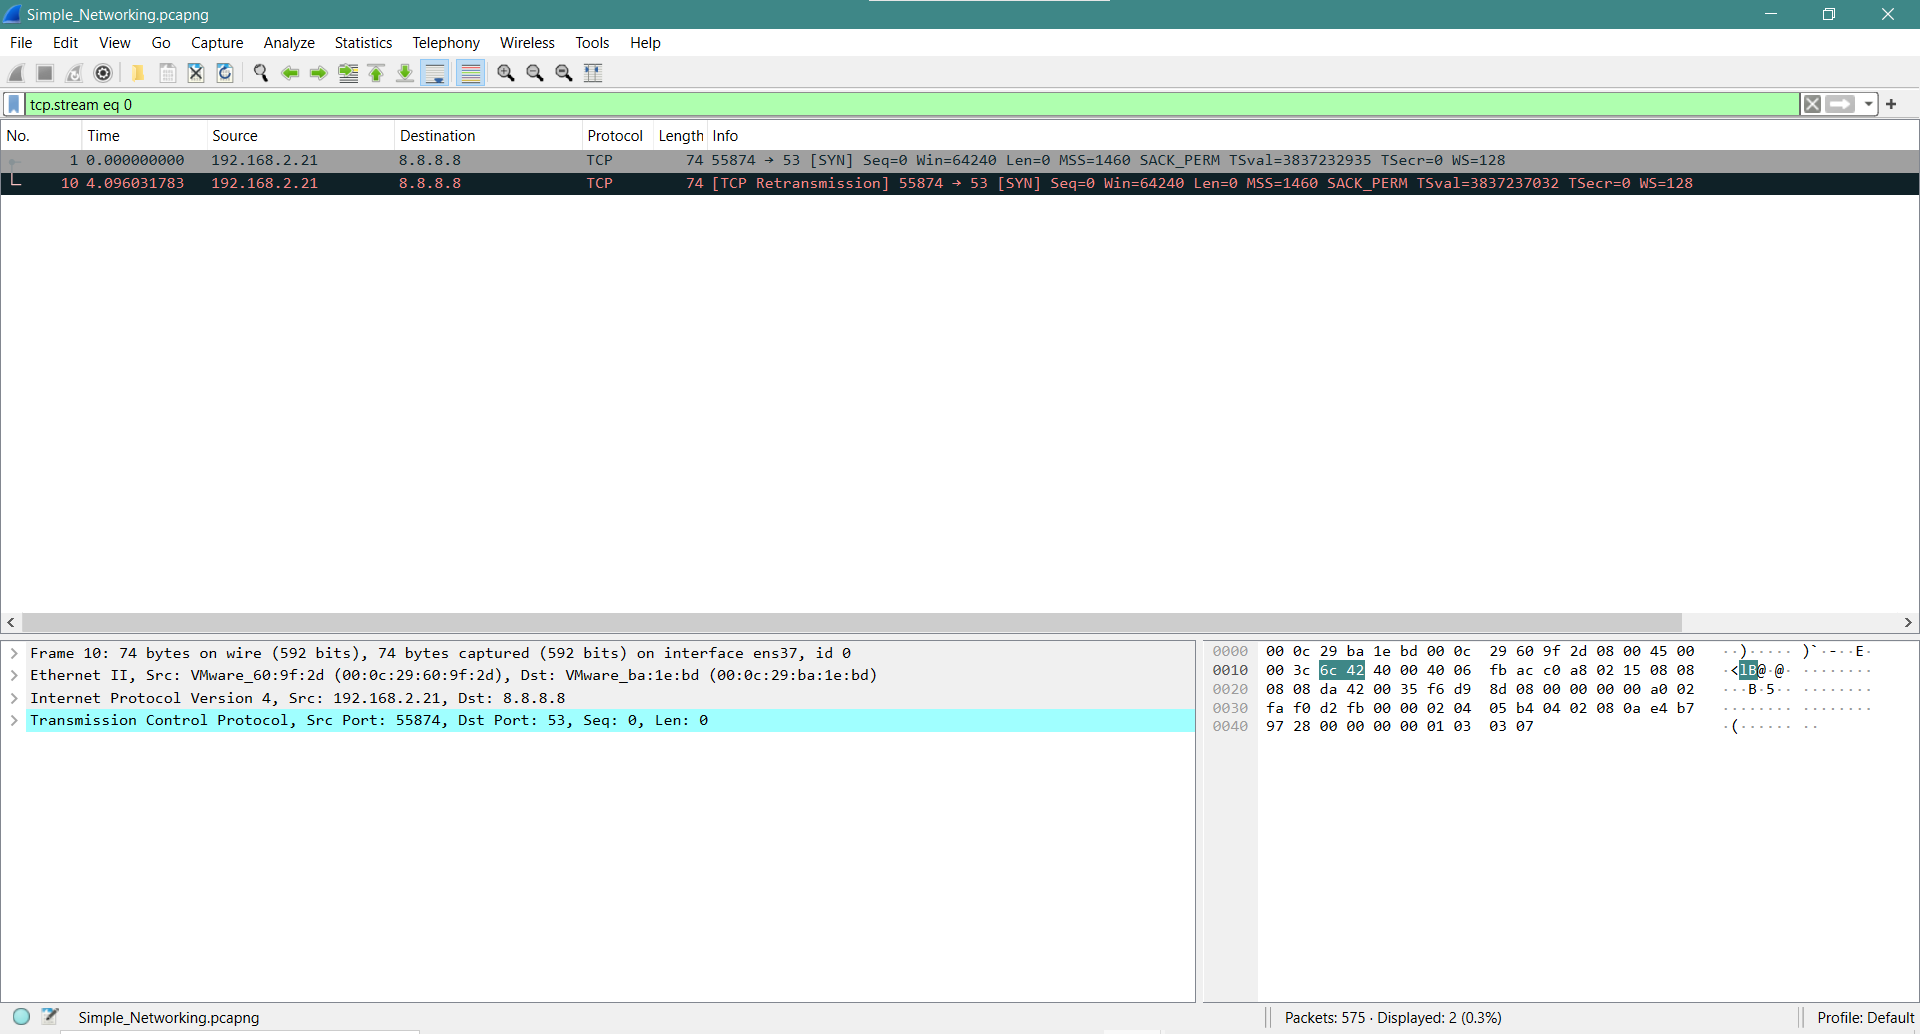 Simple_Networking.pcapng
File Edit View Go Capture Analyze Statistics Telephony Wireless Tools Help
tcp.stream eq 0
No. Time Source Destination Protocol Length Info
1 0.000000000 192.168.2.21 8.8.8.8 TCP 74 55874 → 53 [SYN] Seq=0 Win=64240 Len=0 MSS=1460 SACK_PERM TSval=3837232935 TSecr=0 WS=128
10 4.096031783 192.168.2.21 8.8.8.8 TCP 74 [TCP Retransmission] 55874 → 53 [SYN] Seq=0 Win=64240 Len=0 MSS=1460 SACK_PERM TSval=3837237032 TSecr=0 WS=128
Frame 10: 74 bytes on wire (592 bits), 74 bytes captured (592 bits) on interface ens37, id 0
Ethernet II, Src: VMware_60:9f:2d (00:0c:29:60:9f:2d), Dst: VMware_ba:1e:bd (00:0c:29:ba:1e:bd)
Internet Protocol Version 4, Src: 192.168.2.21, Dst: 8.8.8.8
Transmission Control Protocol, Src Port: 55874, Dst Port: 53, Seq: 0, Len: 0
0000 00 0c 29 ba 1e bd 00 0c 29 60 9f 2d 08 00 45 00 ··)····· )`·-··E·
0010 00 3c 6c 42 40 00 40 06 fb ac c0 a8 02 15 08 08 ·<lB@·@· ········
0020 08 08 da 42 00 35 f6 d9 8d 08 00 00 00 00 a0 02 ···B·5·· ········
0030 fa f0 d2 fb 00 00 02 04 05 b4 04 02 08 0a e4 b7 ········ ········
0040 97 28 00 00 00 00 01 03 03 07 ·(······ ··
Simple_Networking.pcapng
Packets: 575 · Displayed: 2 (0.3%)
Profile: Default